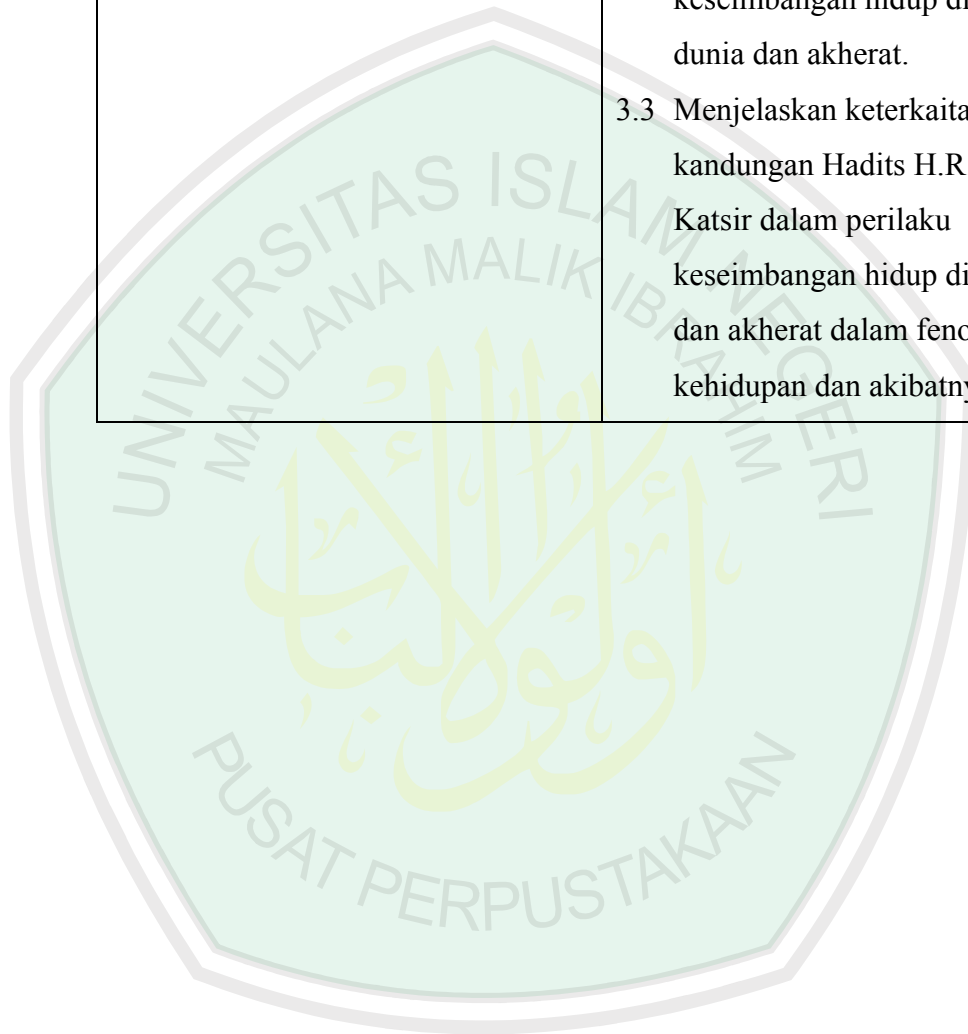 keseimbangan hidup di
dunia dan akherat.
3.3 Menjelaskan keterkaita
kandungan Hadits H.R
Katsir dalam perilaku
keseimbangan hidup di
dan akherat dalam feno
kehidupan dan akibatny
UNIVERSITAS ISLAM NEGERI
MAULANA MALIK IBRAHIM
PUSAT PERPUSTAKAAN